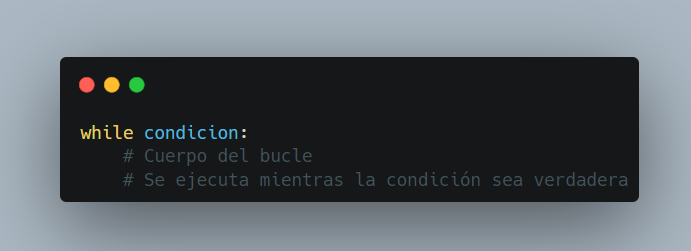 while condicion:
    # Cuerpo del bucle
    # Se ejecuta mientras la condición sea verdadera